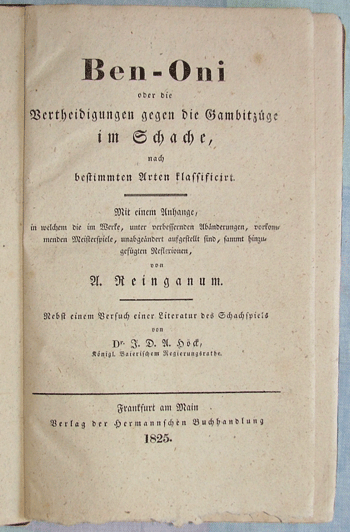 Ben-Oni
oder die
Vertheidigungen gegen die Gambitzüge
im Schache,
nach
bestimmten Arten klassificirt.
Mit einem Anhange,
in welchem die im Werke, unter verbessernden Abänderungen, vorkom-
menden Meisterspiele, unabgeändert aufgestellt sind, sammt hinzu-
gefügten Reflexionen,
von
A. Reinganum.
Nebst einem Versuch einer Literatur des Schachspiels
von
Dr. J. D. A. Höck,
Königl. Baierischem Regierungsrathe.
Frankfurt am Main
Verlag der Hermannschen Buchhandlung
1825.